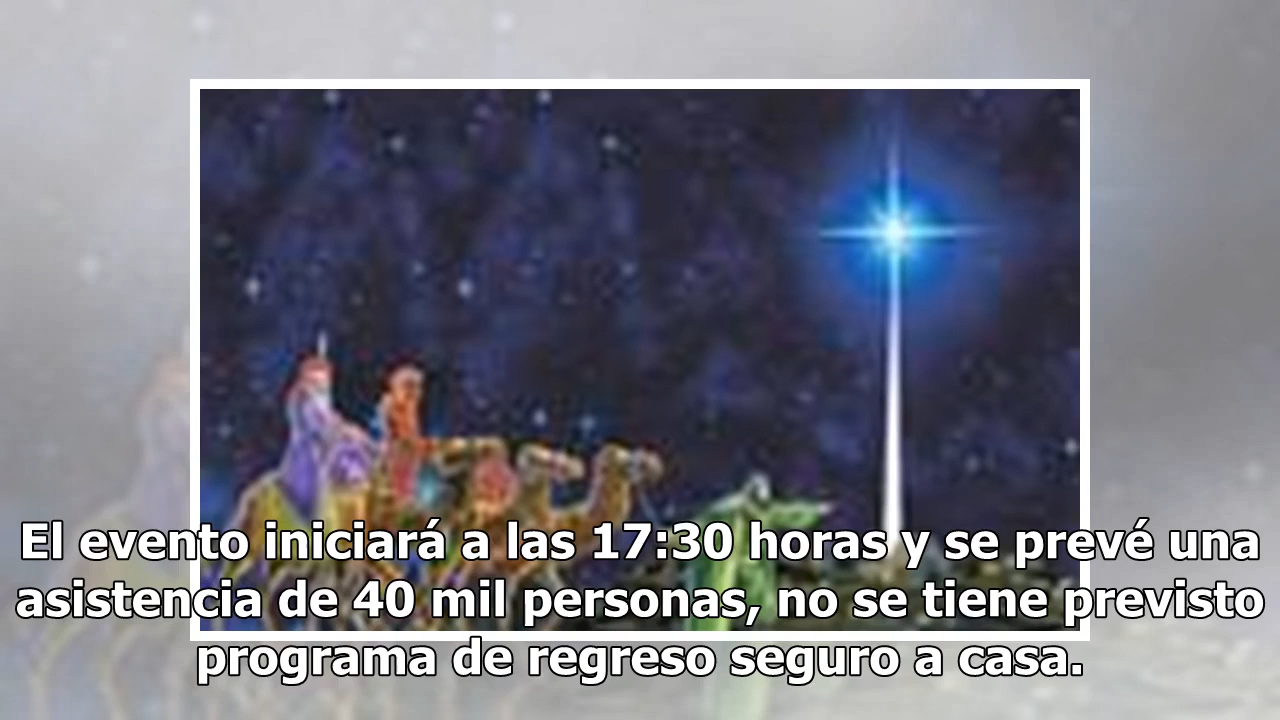 El evento iniciará a las 17:30 horas y se prevé una
asistencia de 40 mil personas, no se tiene previsto
programa de regreso seguro a casa.